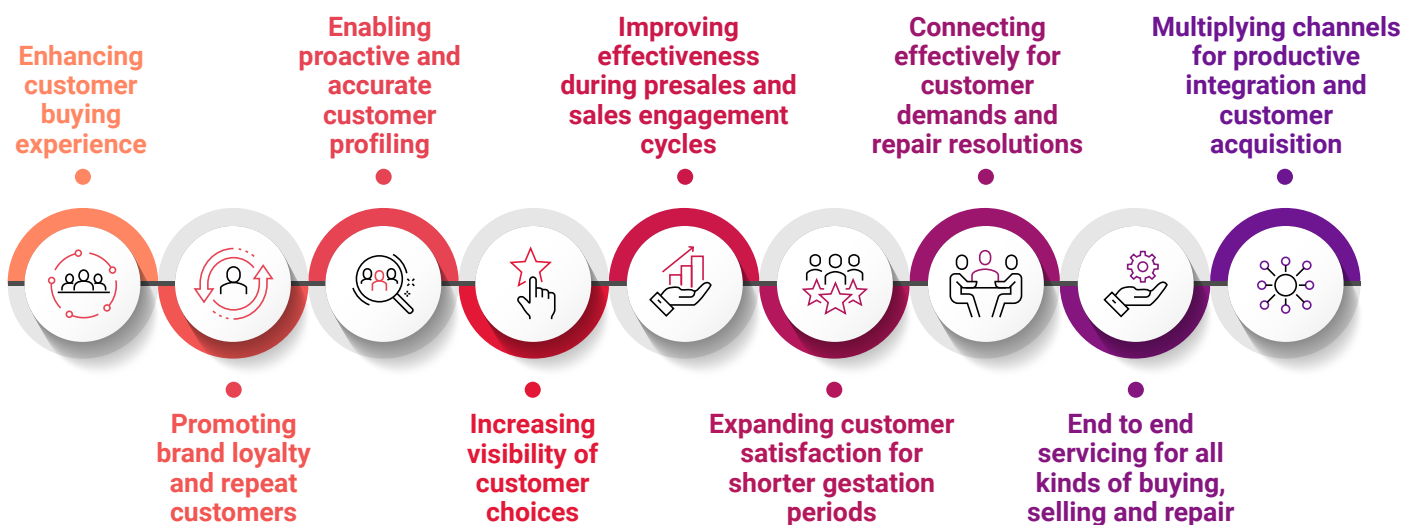 Enhancing
customer
buying
experience
Promoting
brand loyalty
and repeat
customers
Enabling
proactive and
accurate
customer
profiling
Increasing
visibility of
customer
choices
Improving
effectiveness
during presales and
sales engagement
cycles
Expanding customer
satisfaction for
shorter gestation
periods
Connecting
effectively for
customer
demands and
repair resolutions
End to end
servicing for all
kinds of buying,
selling and repair
Multiplying channels
for productive
integration and
customer
acquisition